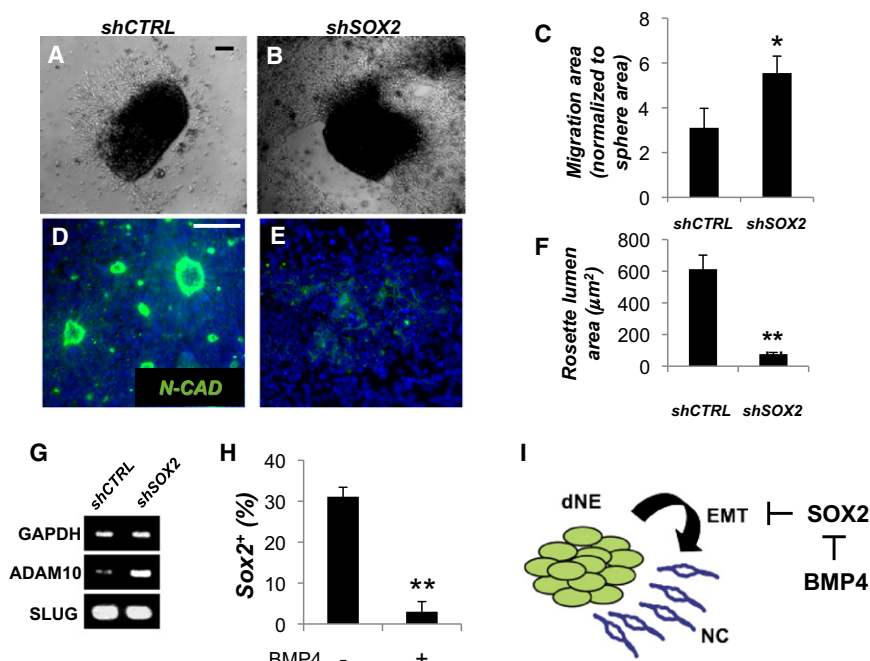 shCTRL shSOX2
A
B
C
Migration area
(normalized to
sphere area)
8
6
4
2
0
*
shCTRL shSOX2
D
N-CAD
E
F
Rosette lumen
area (μm²)
800
600
400
200
0
**
shCTRL shSOX2
G
shCTRL shSOX2
GAPDH
ADAM10
SLUG
H
Sox2⁺ (%)
40
30
20
10
0
**
BMP4 - +
I
dNE
EMT
SOX2
BMP4
NC